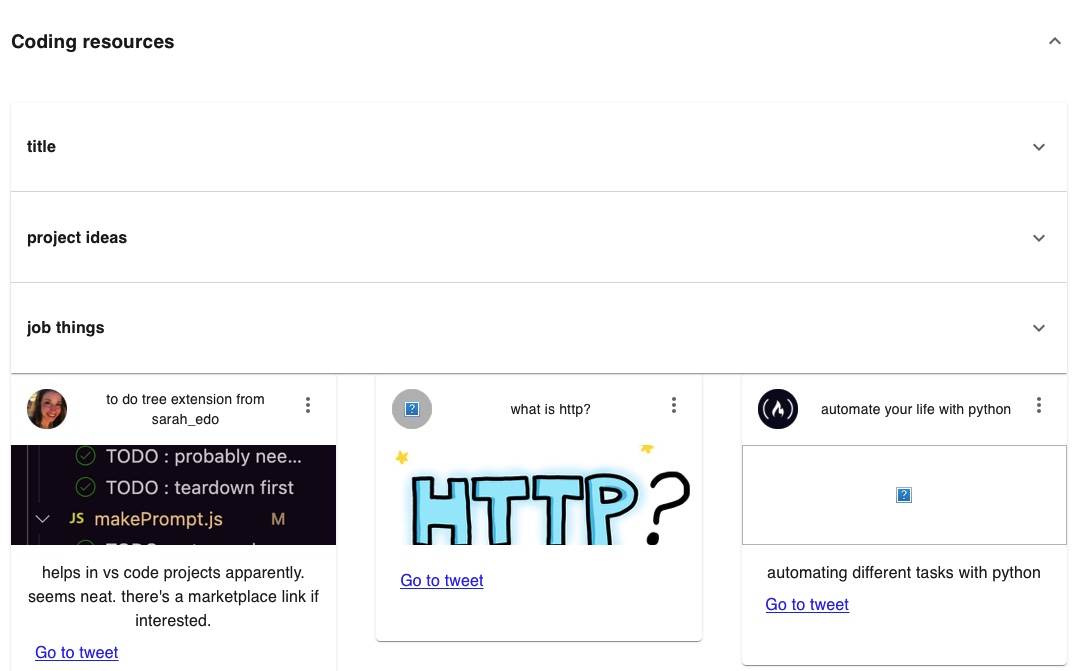 Coding resources
title
project ideas
job things
to do tree extension from
sarah_edo
TODO : probably nee...
TODO : teardown first
JS makePrompt.js M
helps in vs code projects apparently.
seems neat. there's a marketplace link if
interested.
Go to tweet
what is http?
HTTP?
Go to tweet
automate your life with python
automating different tasks with python
Go to tweet